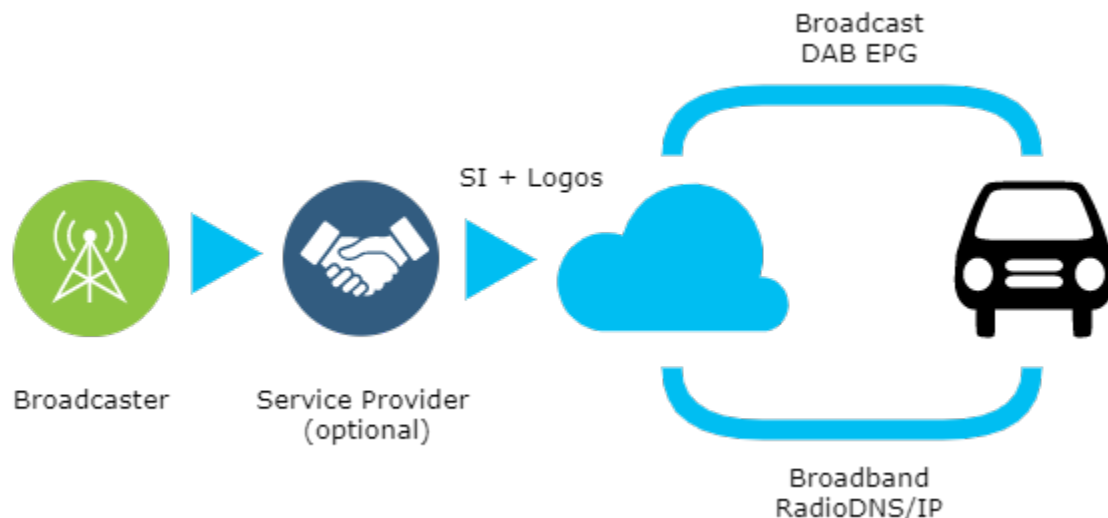 Broadcast
DAB EPG
SI + Logos
Broadcaster
Service Provider
(optional)
Broadband
RadioDNS/IP